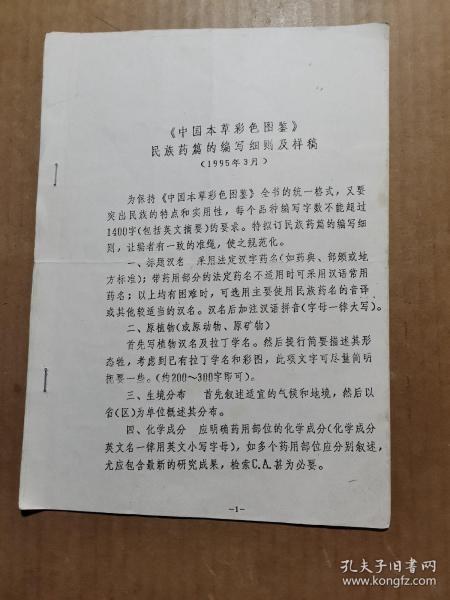 《中国本草彩色图鉴》
民族药篇的编写细则及样稿
(1995年3月)
为保持《中国本草彩色图鉴》全书的统一格式，又要
突出民族的特点和实用性，每个品种编写字数不能超过
1400字(包括英文摘要)的要求。特拟订民族药篇的编写细
则，让编者有一致的准绳，使之规范化。
一、标题汉名 采用法定汉字药名(如药典、部颁或地
方标准)；带药用部分的法定药名不适用时可采用汉语常用
药名；以上均有困难时，可选用主要使用民族药名的音译
或其他较适当的汉名。汉名后加注汉语拼音(字母一律大写)。
二、原植物(或原动物、原矿物)
首先写植物汉名及拉丁学名。然后提行简要描述其形
态性，考虑到已有拉丁学名和彩图，此项文字可尽量简明
扼要一些。(约200～300字即可)。
三、生境分布 首先叙述适宜的气候和地境，然后以
省(区)为单位概述其分布。
四、化学成分 应明确药用部位的化学成分(化学成分
英文名一律用英文小写字母)，如多个药用部位应分别叙述，
尤应包含最新的研究成果，检索C.A.甚为必要。
-1-
孔夫子旧书网
www.kongfz.com